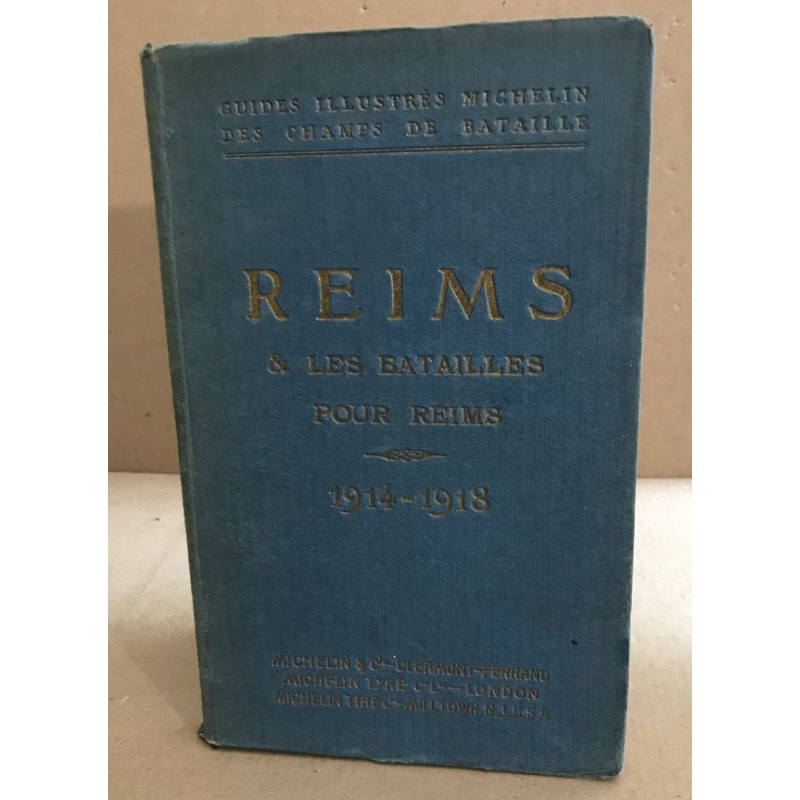 GUIDES ILLUSTRÉS MICHELIN
DES CHAMPS DE BATAILLE
REIMS
& LES BATAILLES
POUR REIMS
1914-1918
MICHELIN & Cie–CLERMONT-FERRAND
MICHELIN TYRE Co Ltd–LONDON
MICHELIN TIRE Co–MILLTOWN, N.J. U.S.A